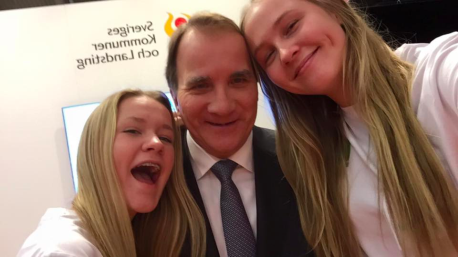 Sveriges
Kommuner
och Landsting